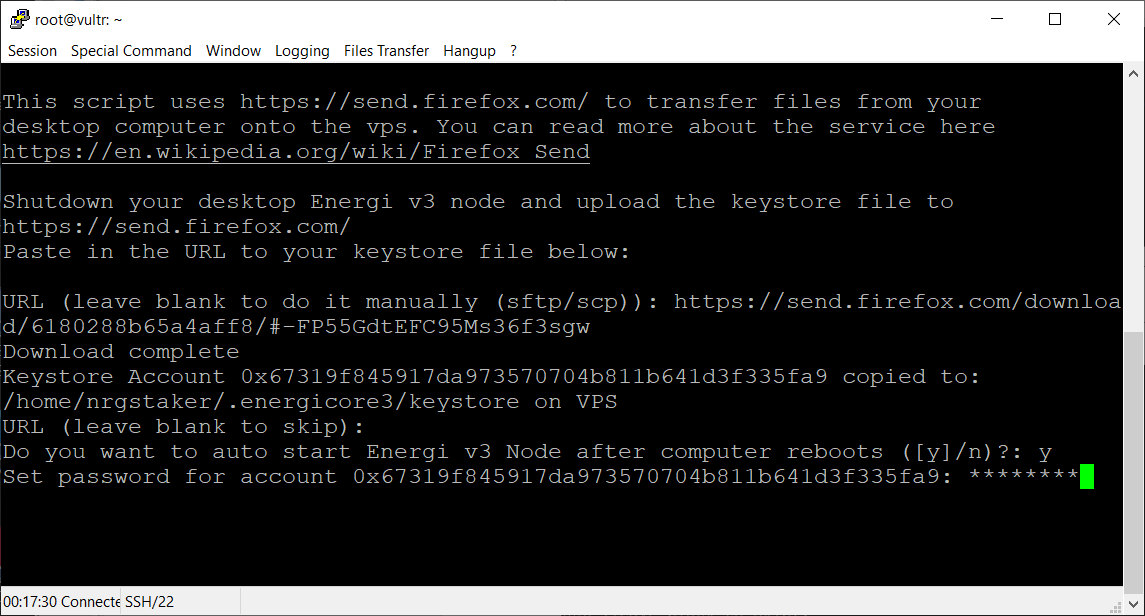 root@vultr: ~
Session Special Command Window Logging Files Transfer Hangup ?
This script uses https://send.firefox.com/ to transfer files from your
desktop computer onto the vps. You can read more about the service here
https://en.wikipedia.org/wiki/Firefox_Send
Shutdown your desktop Energi v3 node and upload the keystore file to
https://send.firefox.com/
Paste in the URL to your keystore file below:
URL (leave blank to do it manually (sftp/scp)): https://send.firefox.com/downloa
d/6180288b65a4aff8/#-FP55GdtEFC95Ms36f3sgw
Download complete
Keystore Account 0x67319f845917da973570704b811b641d3f335fa9 copied to:
/home/nrgstaker/.energicore3/keystore on VPS
URL (leave blank to skip):
Do you want to auto start Energi v3 Node after computer reboots ([y]/n)?: y
Set password for account 0x67319f845917da973570704b811b641d3f335fa9: ********
00:17:30 Connecte SSH/22